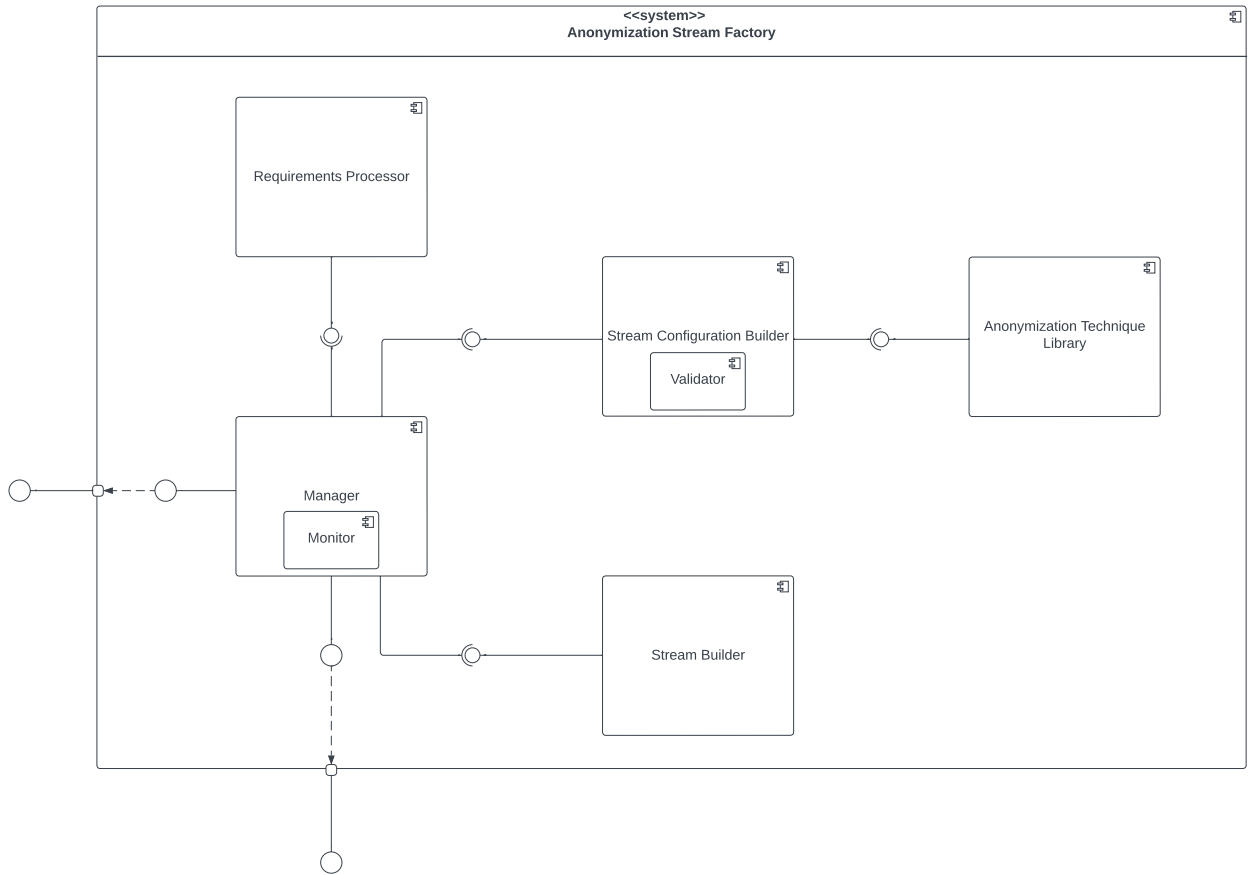 <<system>>
Anonymization Stream Factory
Requirements Processor
Stream Configuration Builder
Validator
Anonymization Technique
Library
Manager
Monitor
Stream Builder